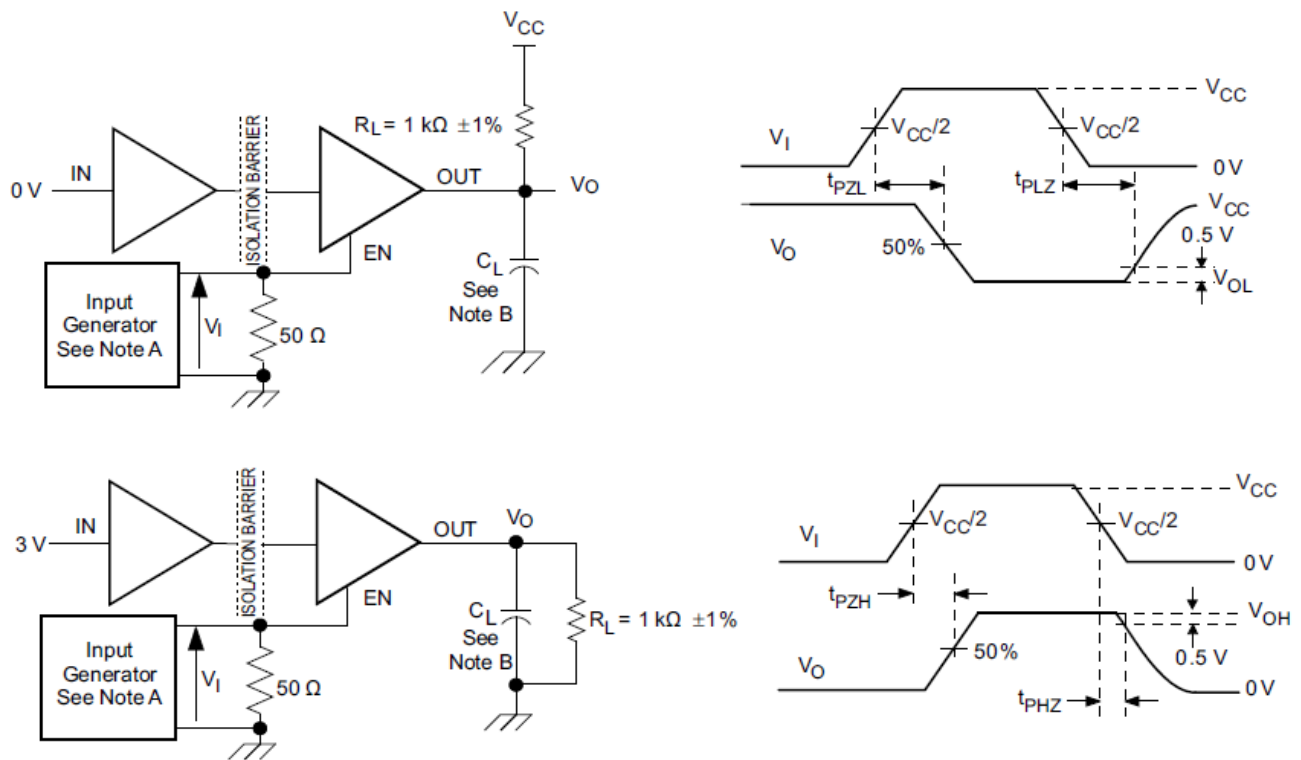 VCC
RL = 1 kΩ ±1%
ISOLATION BARRIER
0 V
IN
OUT
VO
EN
CL
See
Note B
Input
Generator
See Note A
VI
50 Ω
VCC
VI
VCC/2
VCC/2
0 V
tPZL
tPLZ
VCC
VO
50%
0.5 V
VOL
ISOLATION BARRIER
3 V
IN
OUT
VO
EN
CL
See
Note B
RL = 1 kΩ ±1%
Input
Generator
See Note A
VI
50 Ω
VCC
VI
VCC/2
VCC/2
0 V
tPZH
VOH
VO
50%
0.5 V
0 V
tPHZ